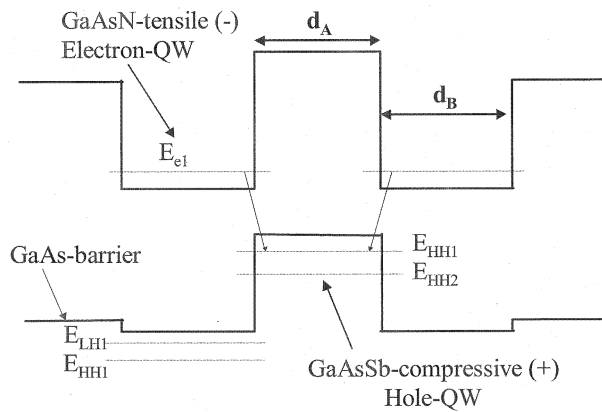 GaAsN-tensile (-)
Electron-QW
d_A
d_B
E_e1
E_HH1
E_HH2
GaAs-barrier
E_LH1
E_HH1
GaAsSb-compressive (+)
Hole-QW